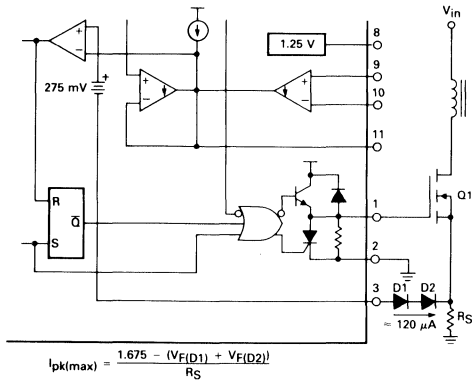 V_in
1.25 V
8
+
9
275 mV
+
+
−
−
10
11
R
Q̅
1
Q1
S
2
3
D1
D2
≈ 120 μA
R_S
I_pk(max) = 1.675 – (V_F(D1) + V_F(D2)) / R_S